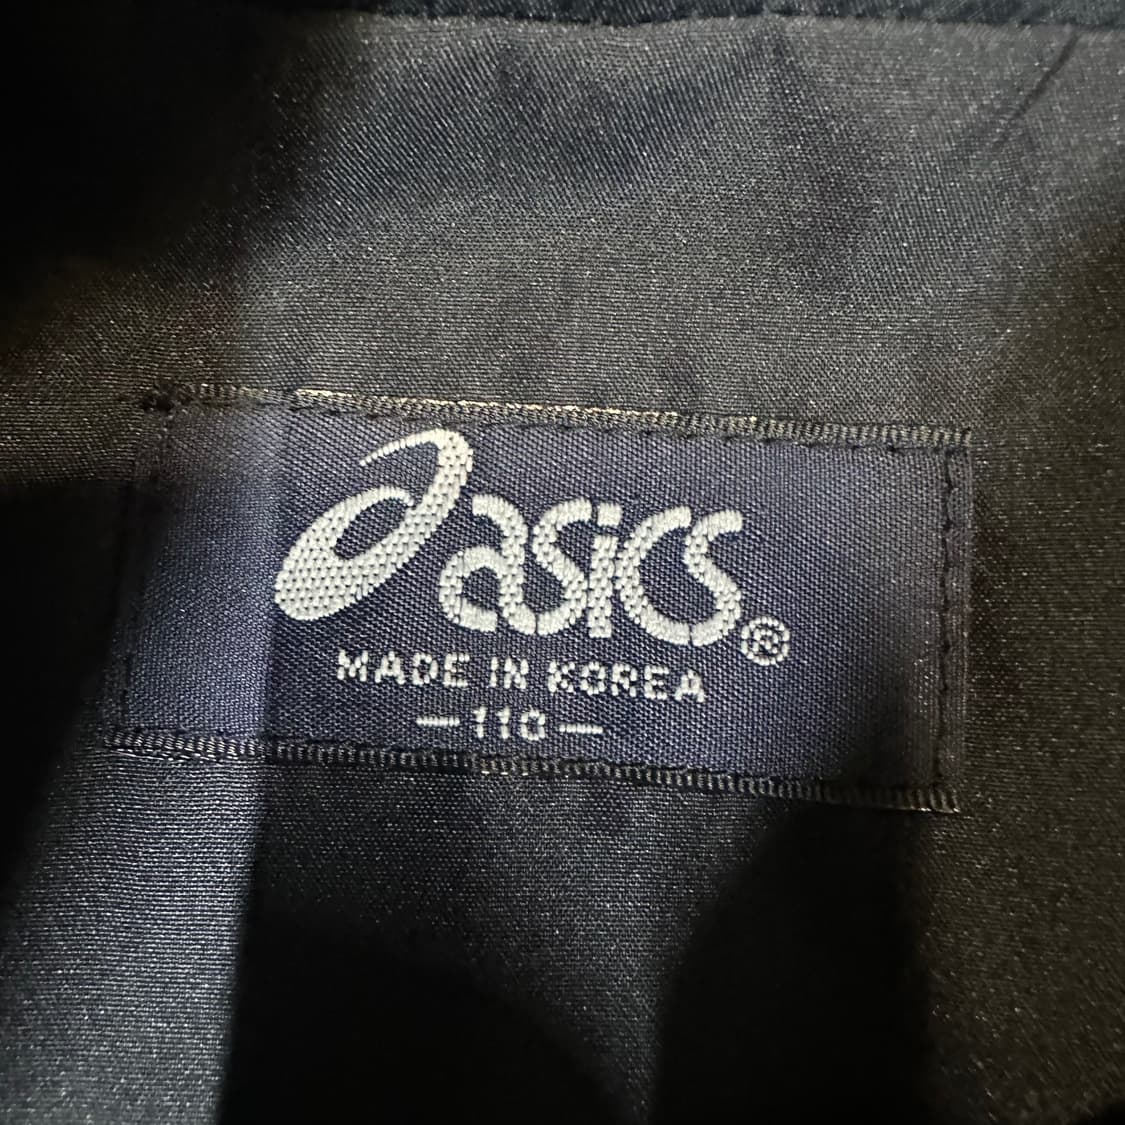 asics®
MADE IN KOREA
—110—